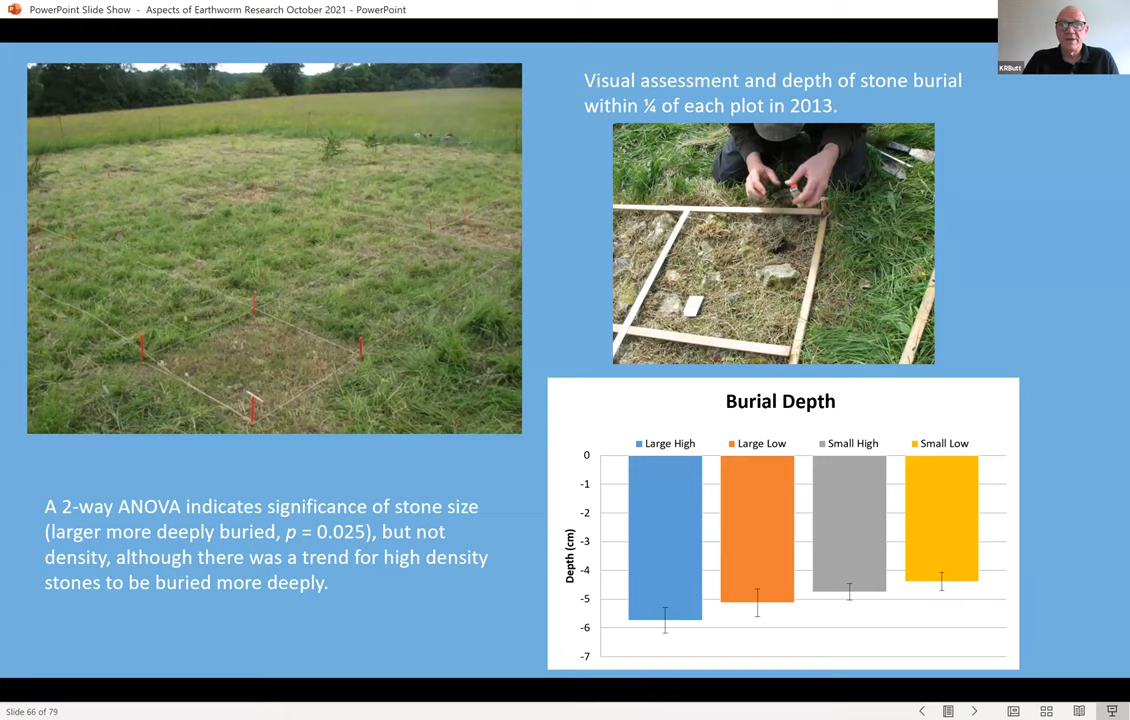 PowerPoint Slide Show - Aspects of Earthworm Research October 2021 - PowerPoint
KRButt
Visual assessment and depth of stone burial
within ¼ of each plot in 2013.
A 2-way ANOVA indicates significance of stone size
(larger more deeply buried, p = 0.025), but not
density, although there was a trend for high density
stones to be buried more deeply.
Burial Depth
Large High
Large Low
Small High
Small Low
Depth (cm)
0
-1
-2
-3
-4
-5
-6
-7
Slide 66 of 79